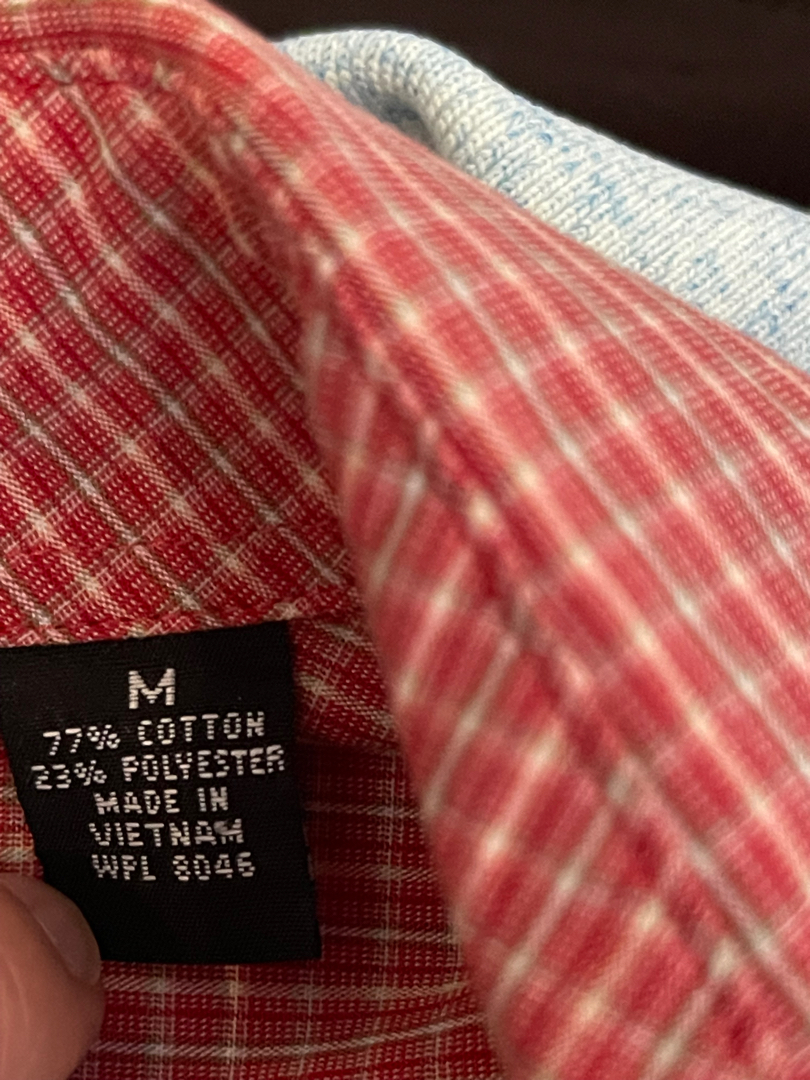 M
77% COTTON
23% POLYESTER
MADE IN
VIETNAM
WPL 8046